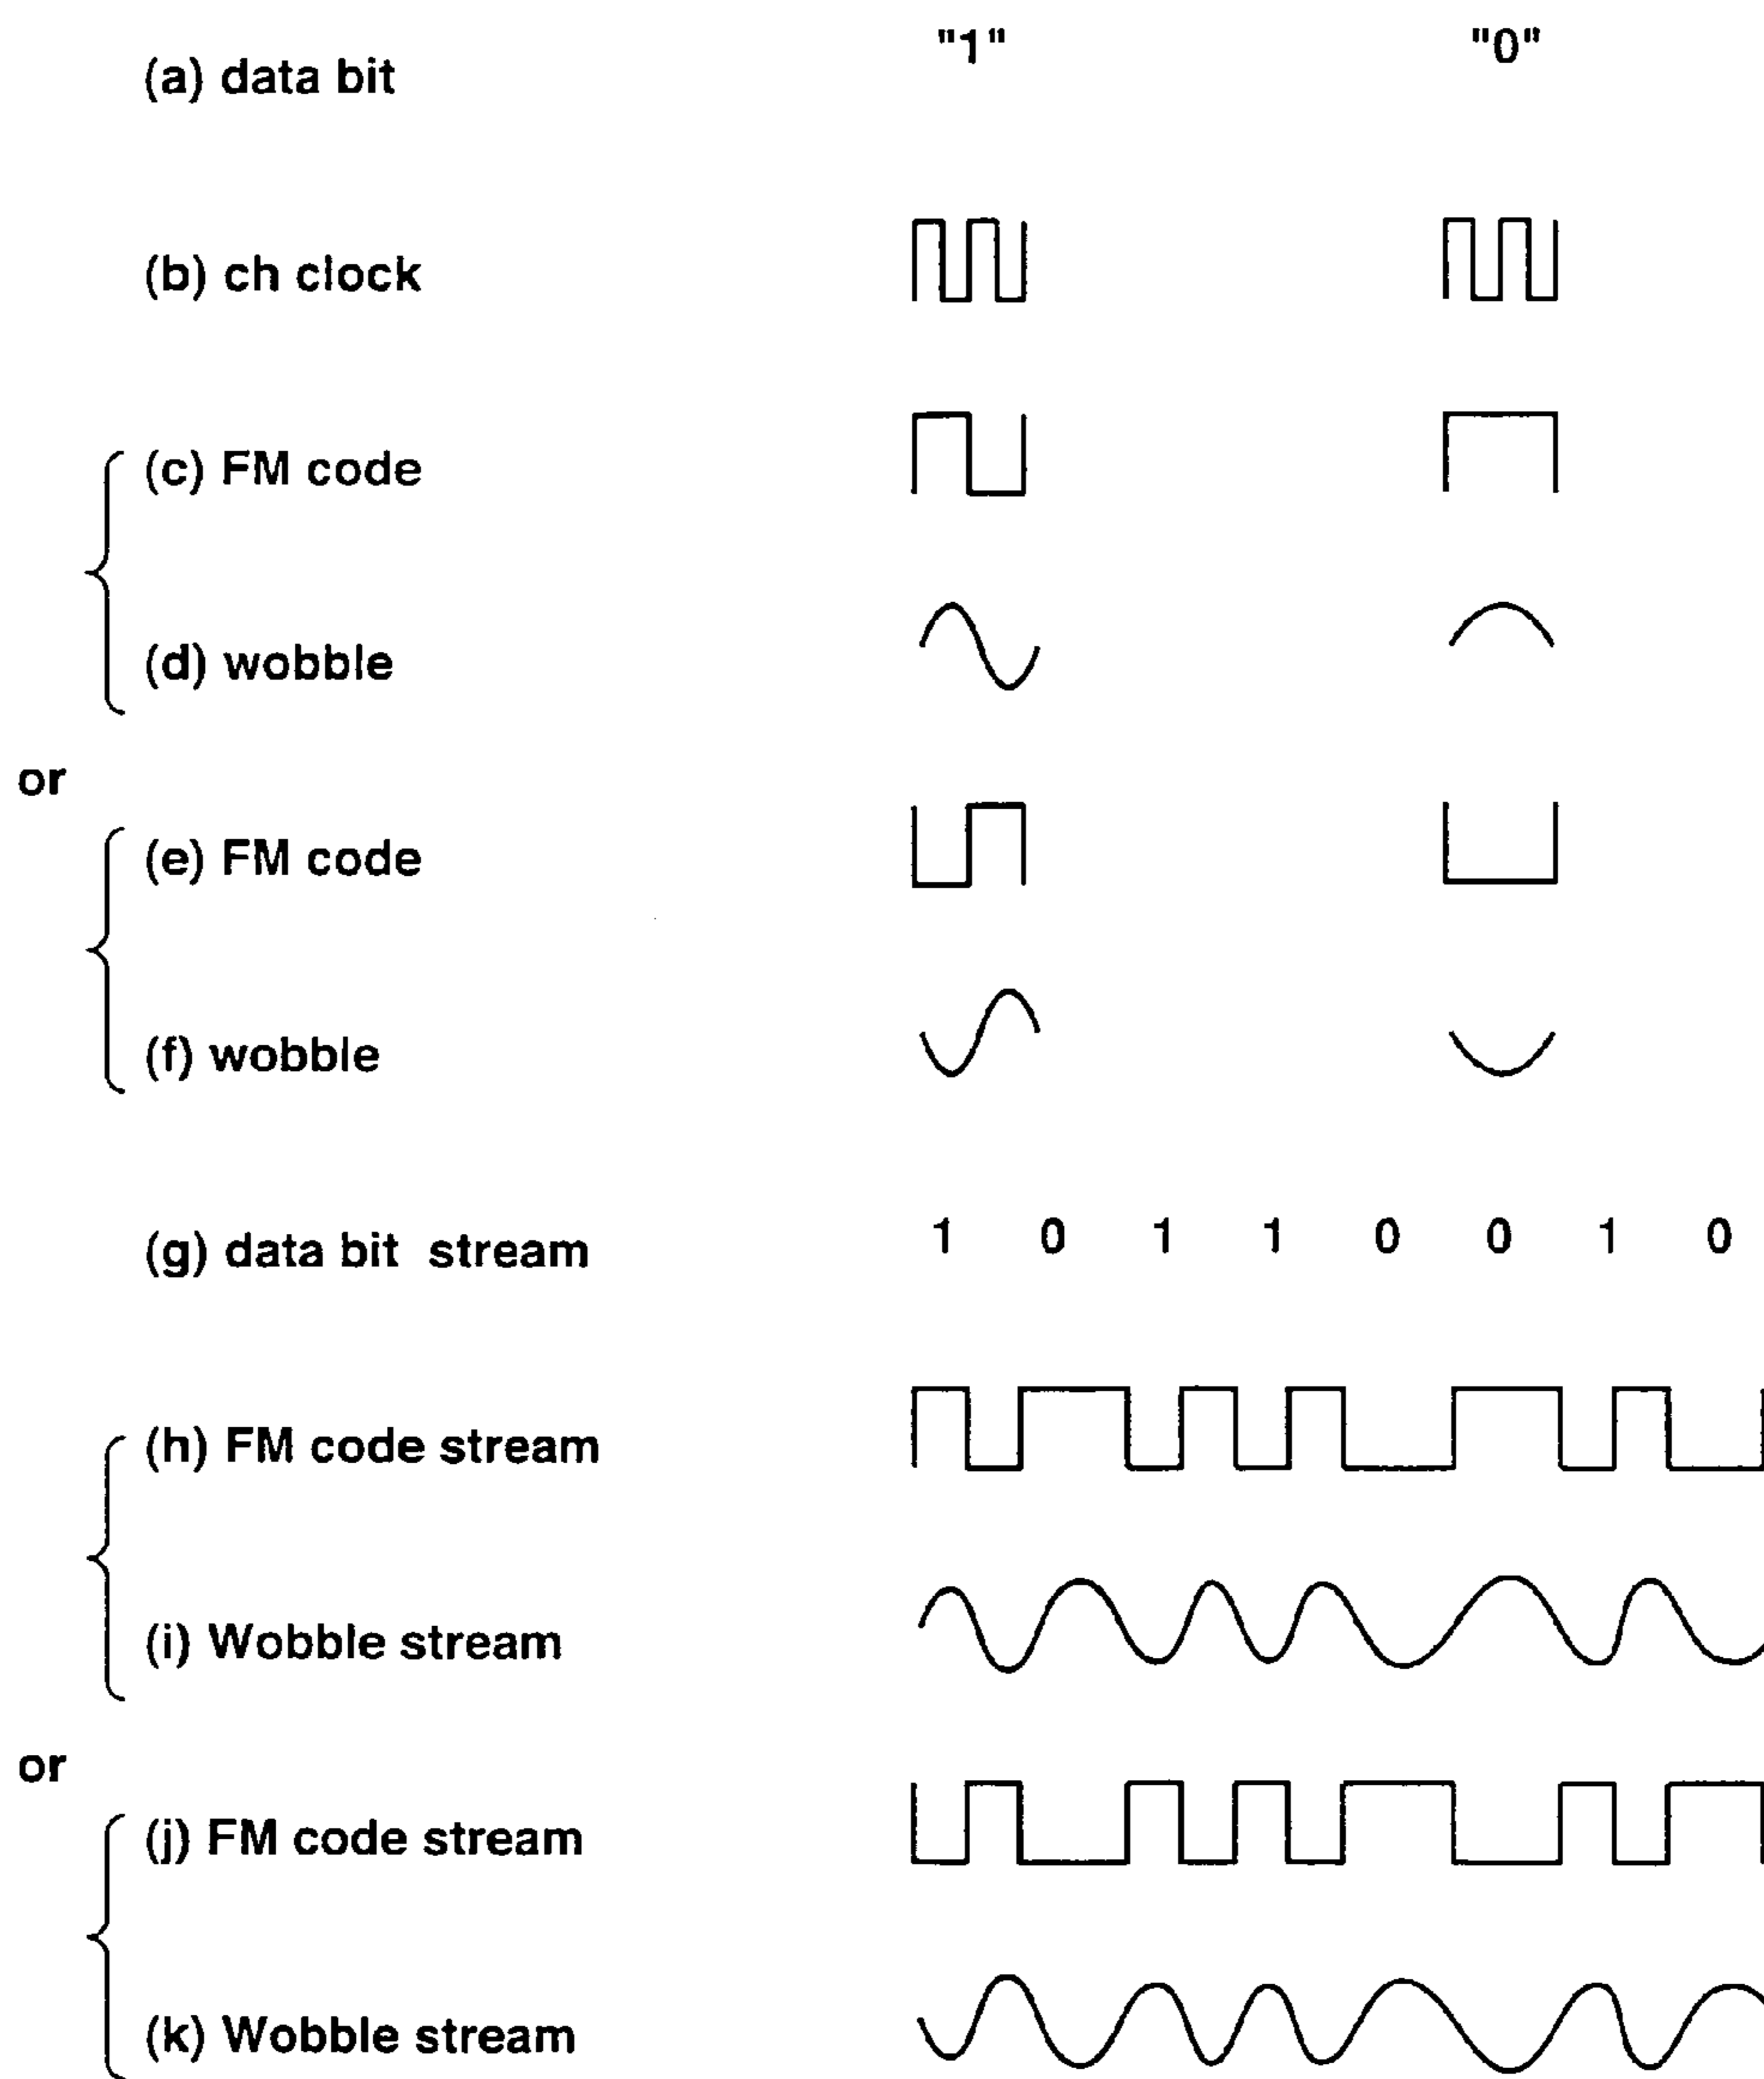 (a) data bit "1" "0"
(b) ch clock
(c) FM code
(d) wobble
or
(e) FM code
(f) wobble
(g) data bit stream 1 0 1 1 0 0 1 0
(h) FM code stream
(i) Wobble stream
or
(j) FM code stream
(k) Wobble stream